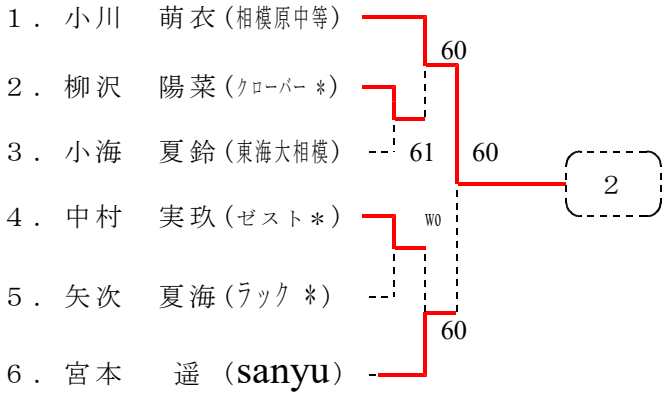 1. 小川 萌衣(相模原中等)
60
2. 柳沢 陽菜(クローバー *)
3. 小海 夏鈴(東海大相模) 61 60
2
4. 中村 実玖(ゼスト*) W0
5. 矢次 夏海(ラック *)
60
6. 宮本 遥 (sanyu)